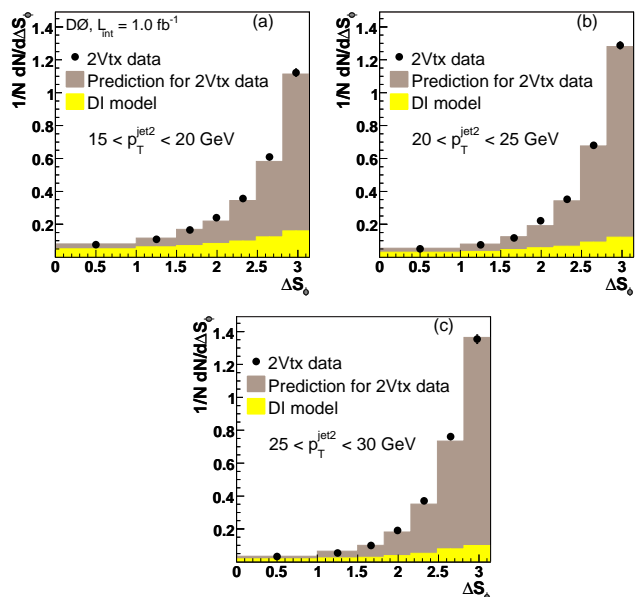 (a)
DØ, L_int = 1.0 fb⁻¹
2Vtx data
Prediction for 2Vtx data
DI model
15 < p_T^jet2 < 20 GeV
1/N dN/dΔS_ϕ
1.4
1.2
1
0.8
0.6
0.4
0.2
0 0.5 1 1.5 2 2.5 3
ΔS_ϕ
(b)
2Vtx data
Prediction for 2Vtx data
DI model
20 < p_T^jet2 < 25 GeV
1/N dN/dΔS_ϕ
1.4
1.2
1
0.8
0.6
0.4
0.2
0 0.5 1 1.5 2 2.5 3
ΔS_ϕ
(c)
2Vtx data
Prediction for 2Vtx data
DI model
25 < p_T^jet2 < 30 GeV
1/N dN/dΔS_ϕ
1.4
1.2
1
0.8
0.6
0.4
0.2
0 0.5 1 1.5 2 2.5 3
ΔS_ϕ